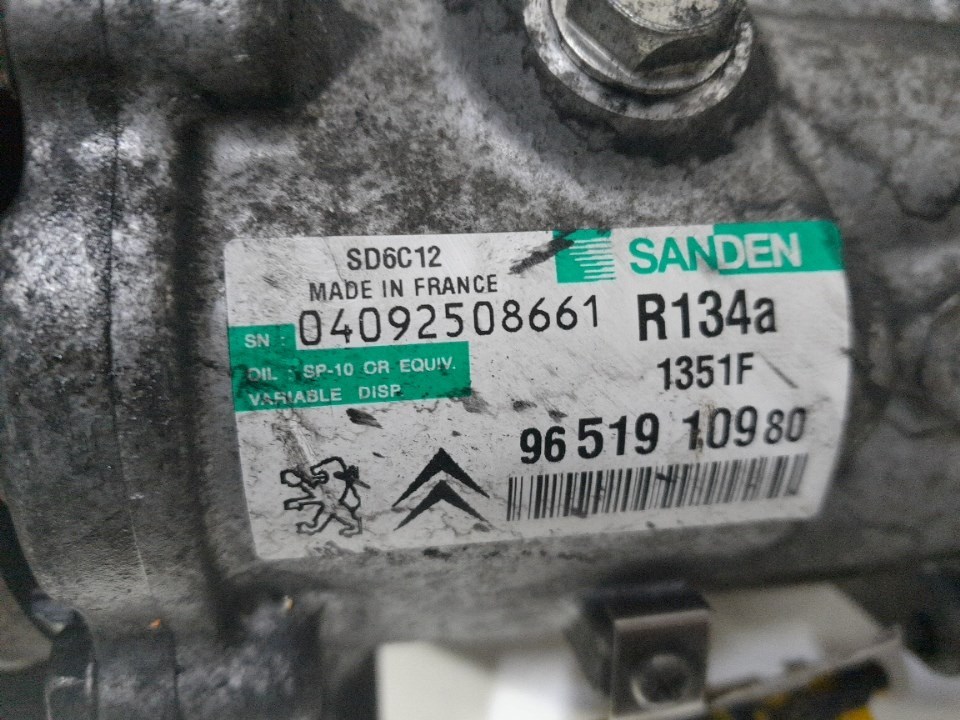 SD6C12
MADE IN FRANCE
SANDEN
SN : 04092508661
R134a
OIL : SP-10 OR EQUIV.
VARIABLE DISP.
1351F
96 519 109 80